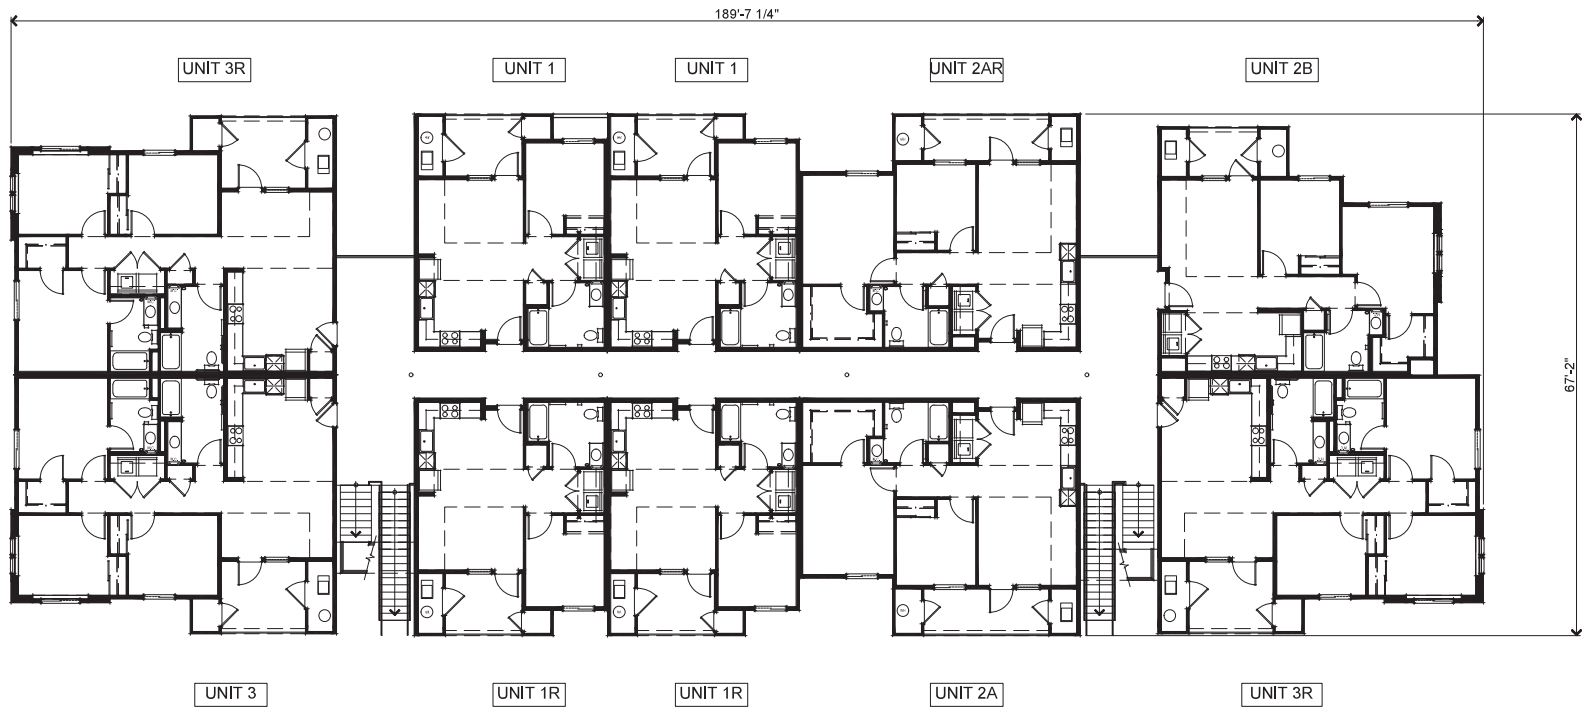 189'-7 1/4"
UNIT 3R
UNIT 1
UNIT 1
UNIT 2AR
UNIT 2B
67'-2"
UNIT 3
UNIT 1R
UNIT 1R
UNIT 2A
UNIT 3R